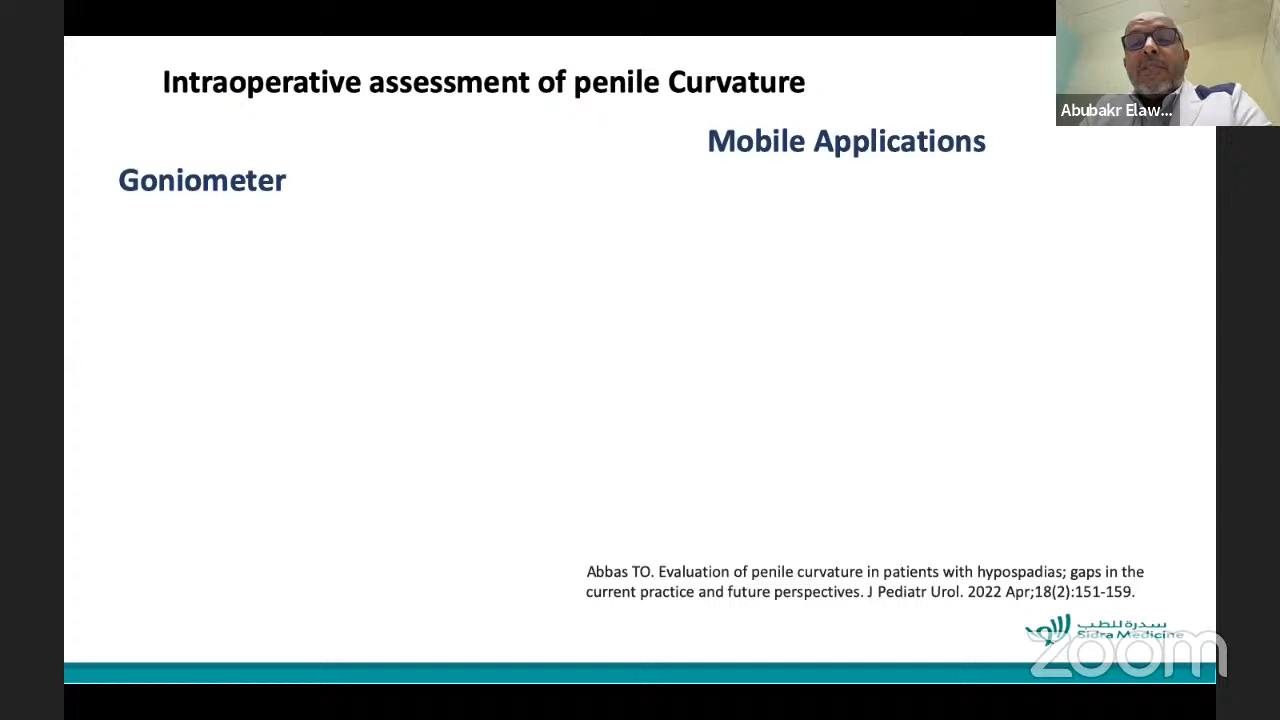 Intraoperative assessment of penile Curvature
Abubakr Elaw...
Mobile Applications
Goniometer
Abbas TO. Evaluation of penile curvature in patients with hypospadias; gaps in the
current practice and future perspectives. J Pediatr Urol. 2022 Apr;18(2):151-159.
سدرة للطب
Sidra Medicine
zoom